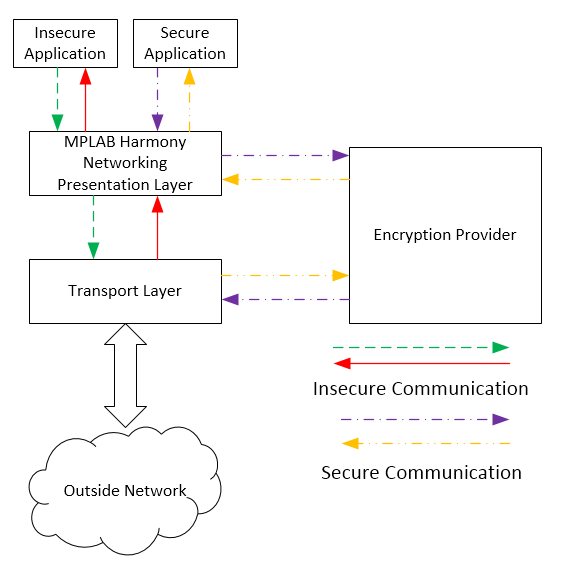 Insecure
Application
Secure
Application
MPLAB Harmony
Networking
Presentation Layer
Encryption Provider
Transport Layer
Insecure Communication
Secure Communication
Outside Network